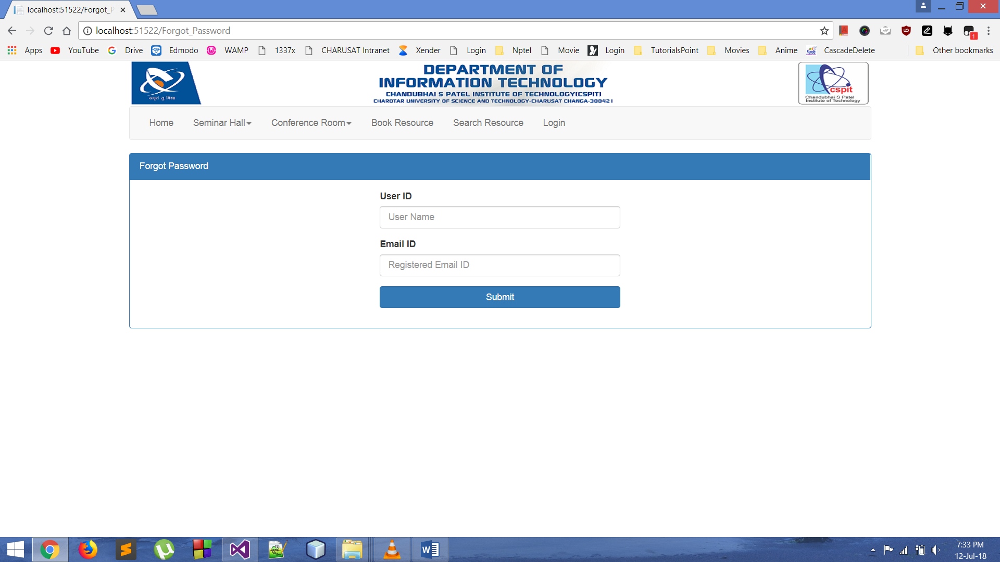 localhost:51522/Forgot_P
localhost:51522/Forgot_Password
1
Apps YouTube Drive Edmodo WAMP 1337x CHARUSAT Intranet Xender Login Nptel Movie Login TutorialsPoint Movies Anime CascadeDelete Other bookmarks
अमृतं तु विद्या
DEPARTMENT OF
INFORMATION TECHNOLOGY
CHANDUBHAI S PATEL INSTITUTE OF TECHNOLOGY(CSPIT)
CHAROTAR UNIVERSITY OF SCIENCE AND TECHNOLOGY-CHARUSAT CHANGA-388421
cspit
Chandubhai S Patel
Institute of Technology
Home Seminar Hall Conference Room Book Resource Search Resource Login
Forgot Password
User ID
User Name
Email ID
Registered Email ID
Submit
7:33 PM
12-Jul-18